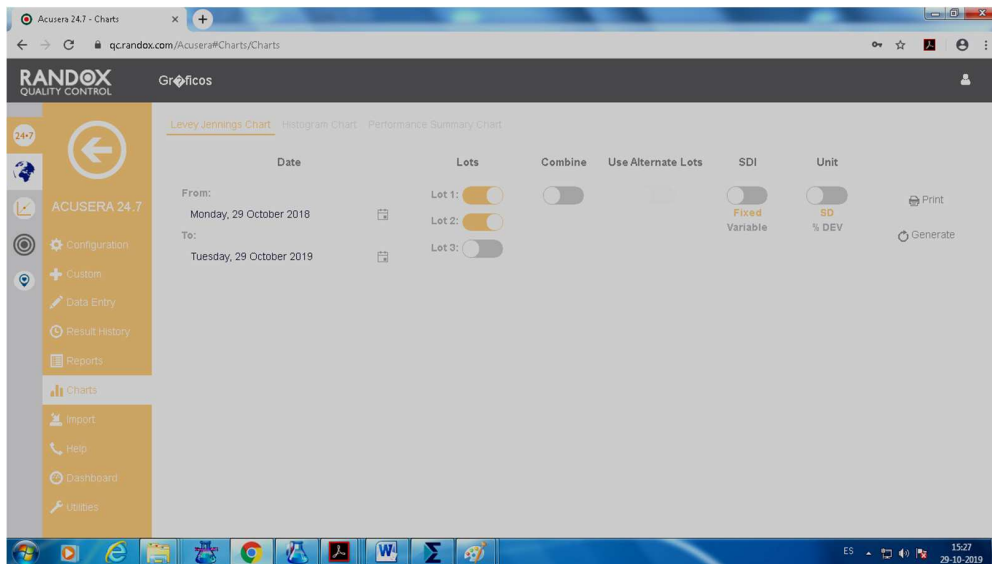 Acusera 24.7 - Charts
qc.randox.com/Acusera#Charts/Charts
RANDOX
QUALITY CONTROL
Gr�ficos
24•7
ACUSERA 24.7
Configuration
Custom
Data Entry
Result History
Reports
Charts
Import
Help
Dashboard
Utilities
Levey Jennings Chart Histogram Chart Performance Summary Chart
Date Lots Combine Use Alternate Lots SDI Unit
From:
Monday, 29 October 2018
To:
Tuesday, 29 October 2019
Lot 1:
Lot 2:
Lot 3:
Fixed
Variable
SD
% DEV
Print
Generate
ES
15:27
29-10-2019